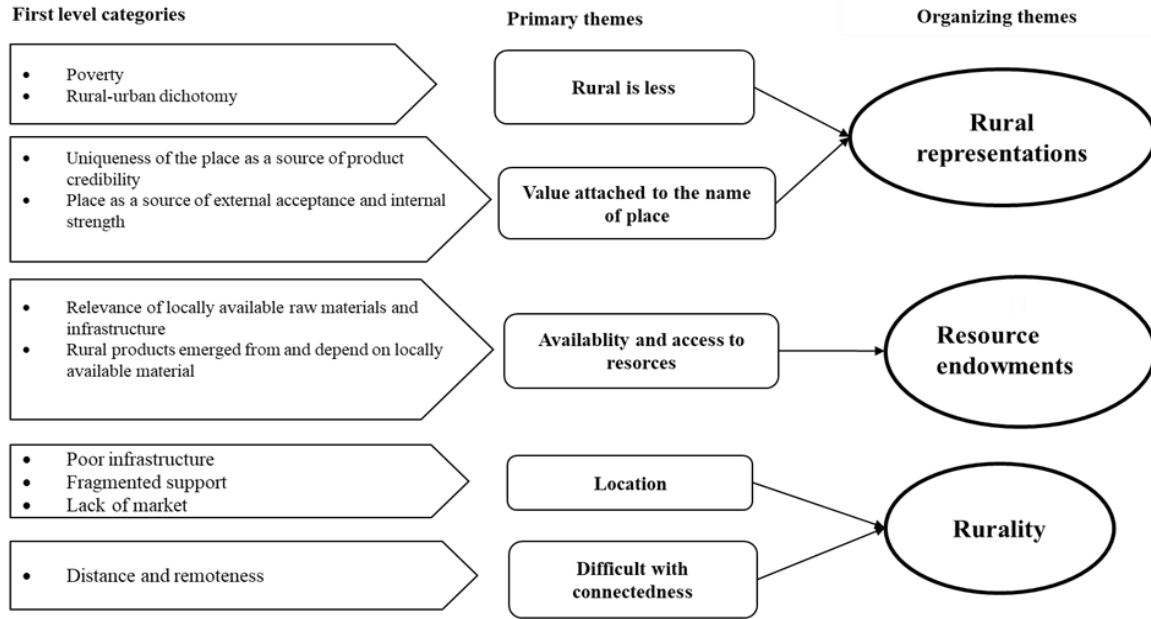 First level categories
Primary themes
Organizing themes
• Poverty
• Rural-urban dichotomy
Rural is less
Rural
representations
• Uniqueness of the place as a source of product
credibility
• Place as a source of external acceptance and internal
strength
Value attached to the name
of place
• Relevance of locally available raw materials and
infrastructure
• Rural products emerged from and depend on locally
available material
Availablity and access to
resorces
Resource
endowments
• Poor infrastructure
• Fragmented support
• Lack of market
Location
Rurality
• Distance and remoteness
Difficult with
connectedness